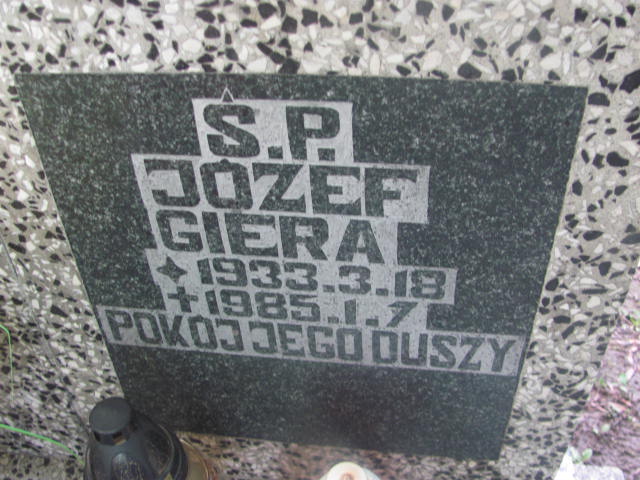 Ś.P.
JÓZEF
GIERA
1933.3.18
1985.1.7
POKÓJ JEGO DUSZY